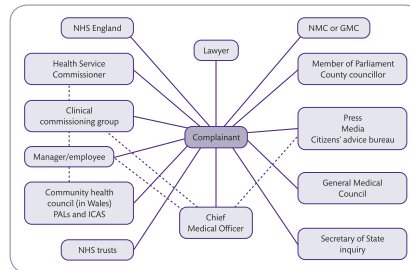 NHS England
Lawyer
NMC or GMC
Health Service
Commissioner
Member of Parliament
County councillor
Clinical
commissioning group
Complainant
Press
Media
Citizens' advice bureau
Manager/employee
Community health
council (in Wales)
PALs and ICAS
Chief
Medical Officer
General Medical
Council
NHS trusts
Secretary of State
inquiry